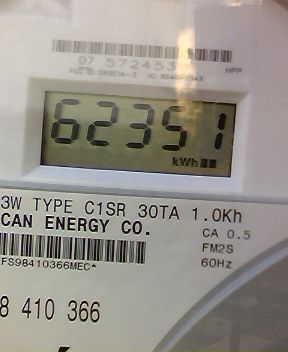 07 572453
HPP
62351
kWh
3W TYPE C1SR 30TA 1.0Kh
CAN ENERGY CO.
CA 0.5
FM2S
60Hz
FS98410366MEC*
8 410 366